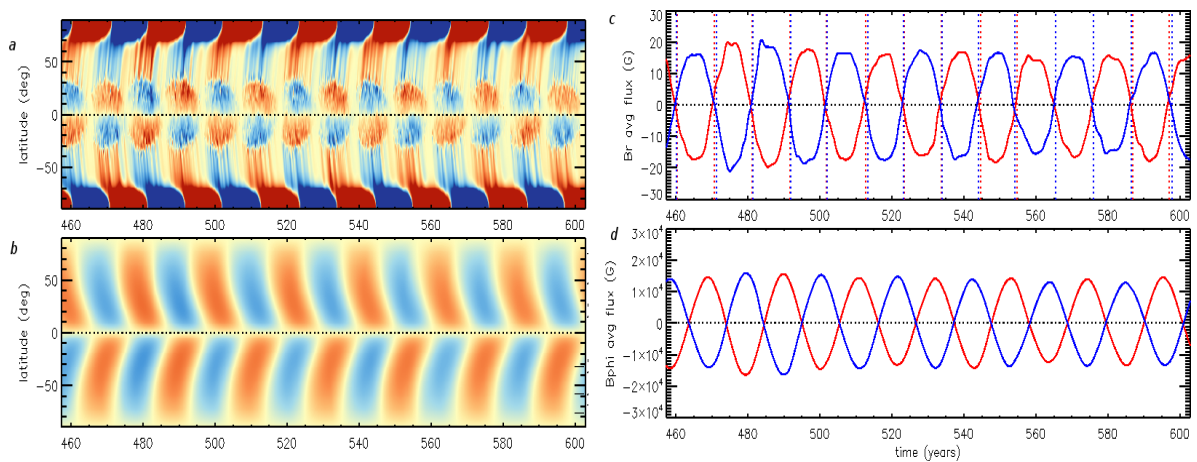 a
latitude (deg)
50
0
−50
460 480 500 520 540 560 580 600
b
latitude (deg)
50
0
−50
460 480 500 520 540 560 580 600
c
Br avg flux (G)
30
20
10
0
−10
−20
−30
460 480 500 520 540 560 580 600
d
Bphi avg flux (G)
3×10⁴
2×10⁴
1×10⁴
0
−1×10⁴
−2×10⁴
−3×10⁴
460 480 500 520 540 560 580 600
time (years)